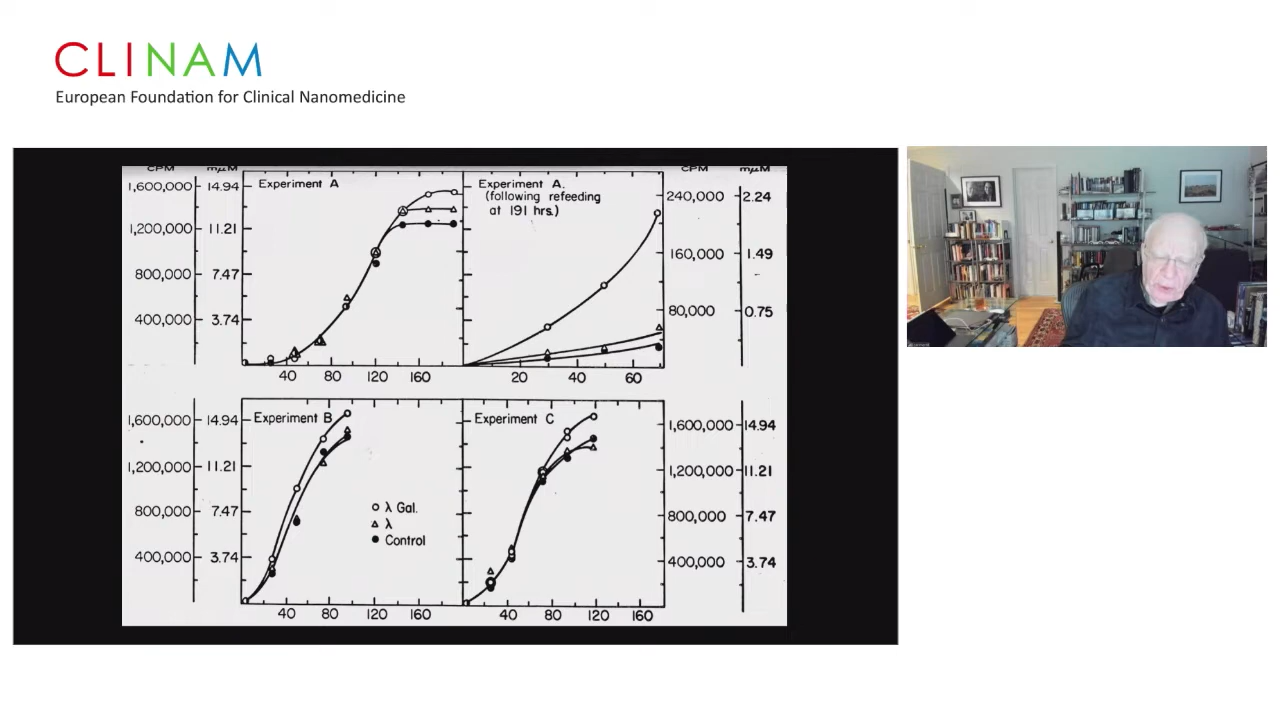 CLINAM
European Foundation for Clinical Nanomedicine
CPM mµM
1,600,000 14.94
1,200,000 11.21
800,000 7.47
400,000 3.74
Experiment A
40 80 120 160
Experiment A.
(following refeeding
at 191 hrs.)
20 40 60
CPM mµM
240,000 2.24
160,000 1.49
80,000 0.75
1,600,000 14.94
1,200,000 11.21
800,000 7.47
400,000 3.74
Experiment B
λ Gal.
λ
Control
40 80 120 160
Experiment C
40 80 120 160
1,600,000 14.94
1,200,000 11.21
800,000 7.47
400,000 3.74